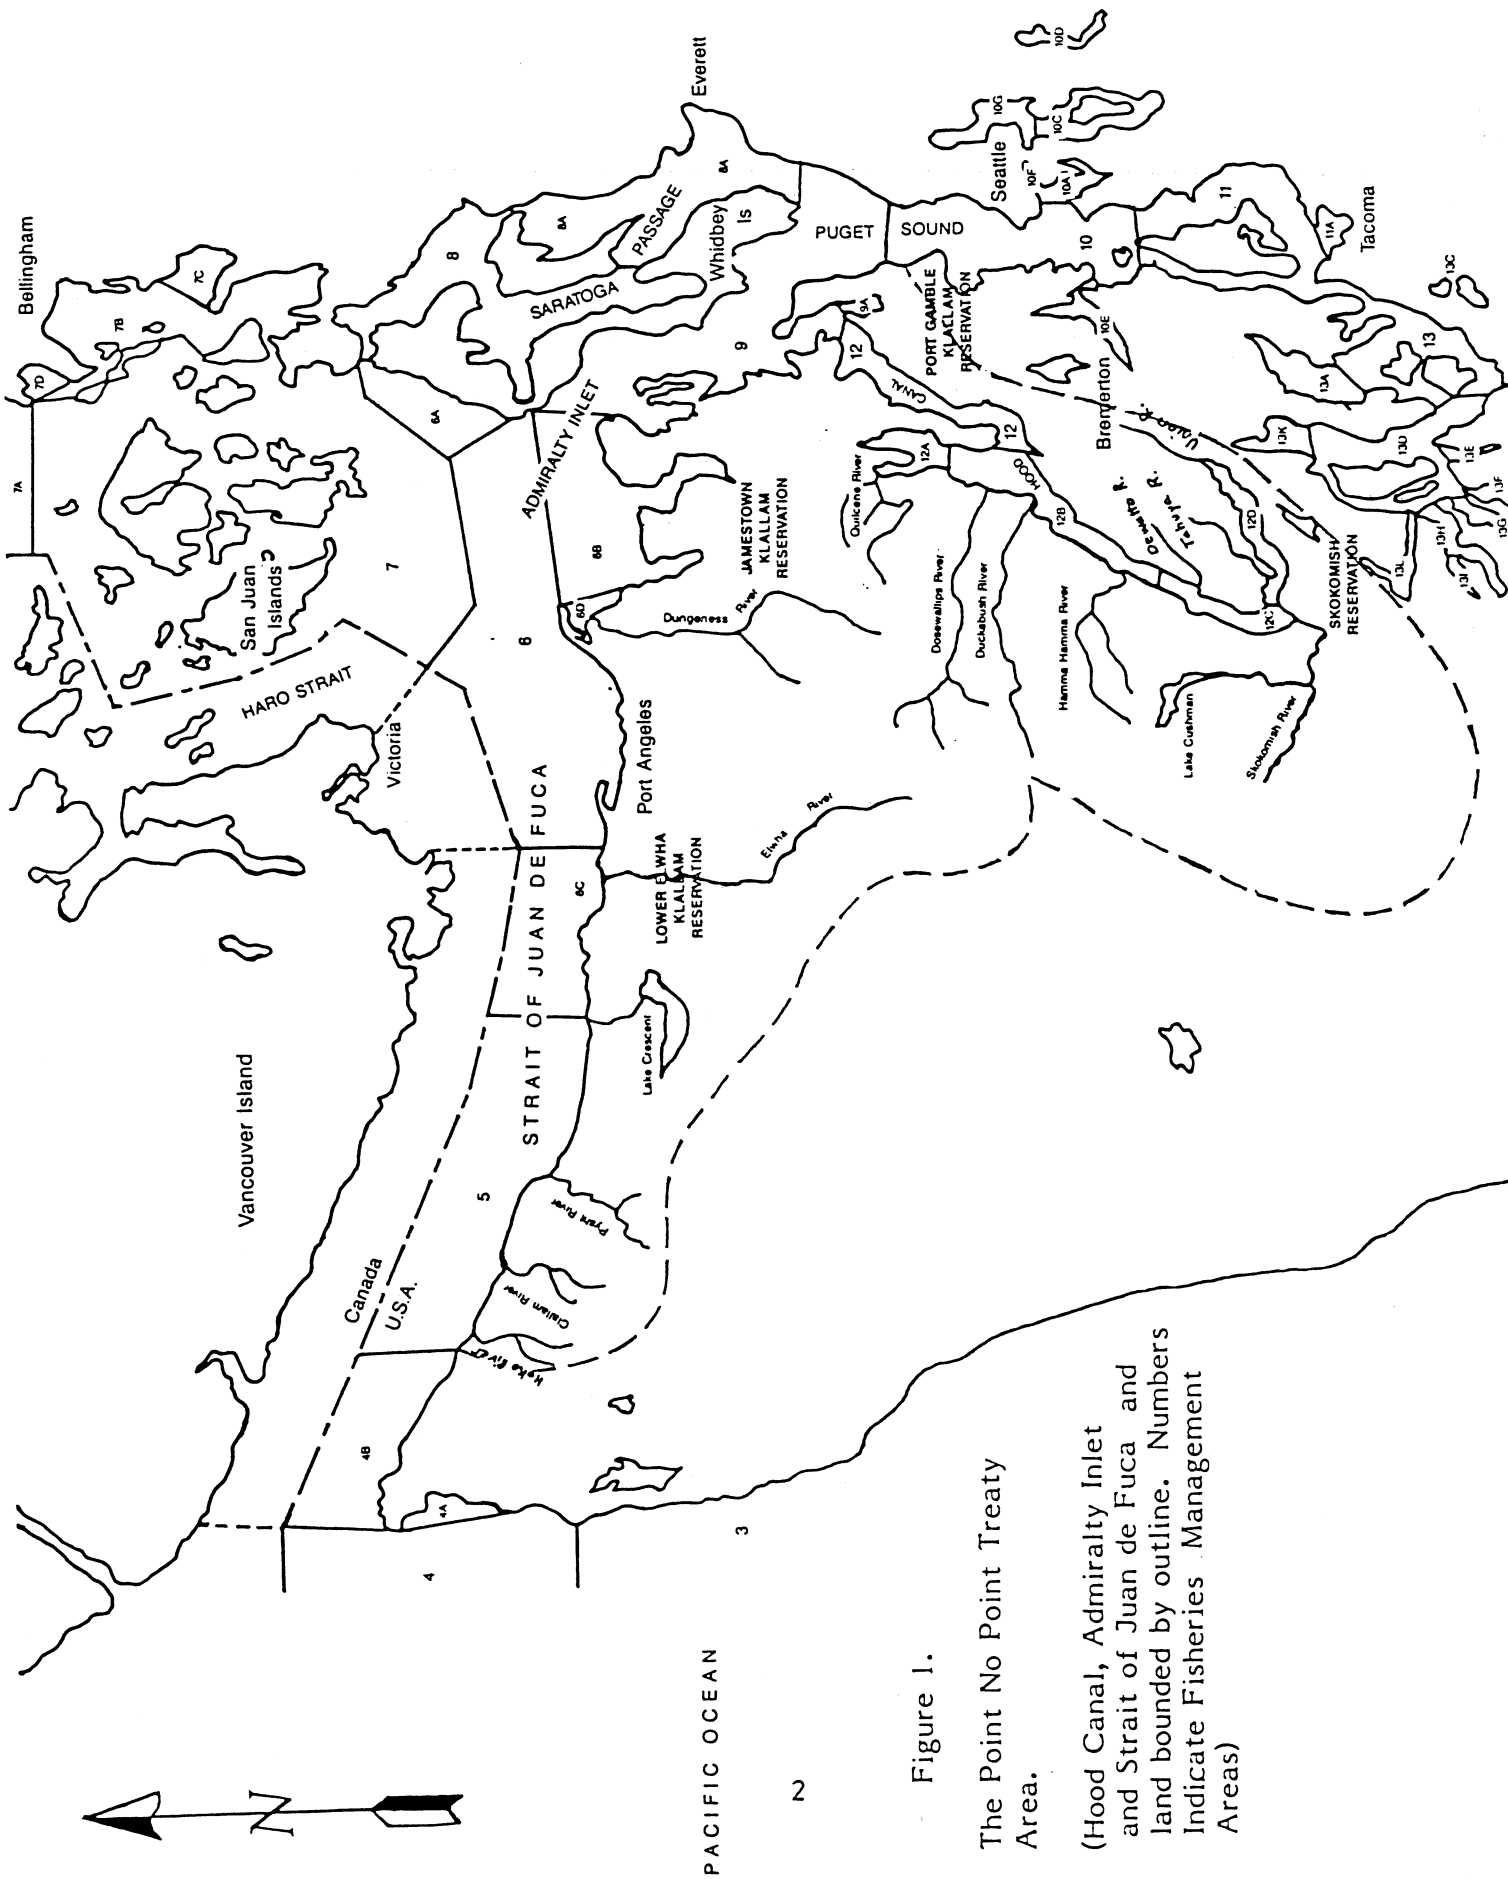 Bellingham
7D
7B
7C
7A
San Juan
Islands
7
HARO STRAIT
Victoria
Vancouver Island
Canada
U.S.A.
STRAIT OF JUAN DE FUCA
6A
8
8A
8A
SARATOGA
PASSAGE
Everett
Whidbey
Is
ADMIRALTY INLET
9
9A
6
6B
6D
6C
5
4B
4A
4
3
PUGET
SOUND
Seattle
10
10A
10C
10D
10E
10F
10G
11
11A
Tacoma
PORT GAMBLE
KLALLAM
RESERVATION
Bremerton
12
CANAL
12
HOOD
12A
12B
12C
12D
Quilcene River
JAMESTOWN
KLALLAM
RESERVATION
Dungeness
River
Port Angeles
LOWER ELWHA
KLALLAM
RESERVATION
Elwha
River
Lake Crescent
Pysht River
Clallam River
Hoko River
Dosewallips River
Duckabush River
Hamma Hamma River
Lake Cushman
Skokomish River
Dewatto R.
Tahuya R.
Union R.
SKOKOMISH
RESERVATION
13
13A
13C
13D
13E
13F
13G
13H
13I
13K
13L
N
PACIFIC OCEAN
2
Figure 1.
The Point No Point Treaty
Area.
(Hood Canal, Admiralty Inlet
and Strait of Juan de Fuca and
land bounded by outline. Numbers
Indicate Fisheries Management
Areas)